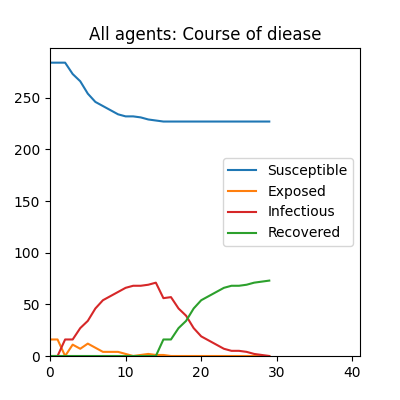 All agents: Course of diease
250
200
150
100
50
0
Susceptible
Exposed
Infectious
Recovered
0 10 20 30 40